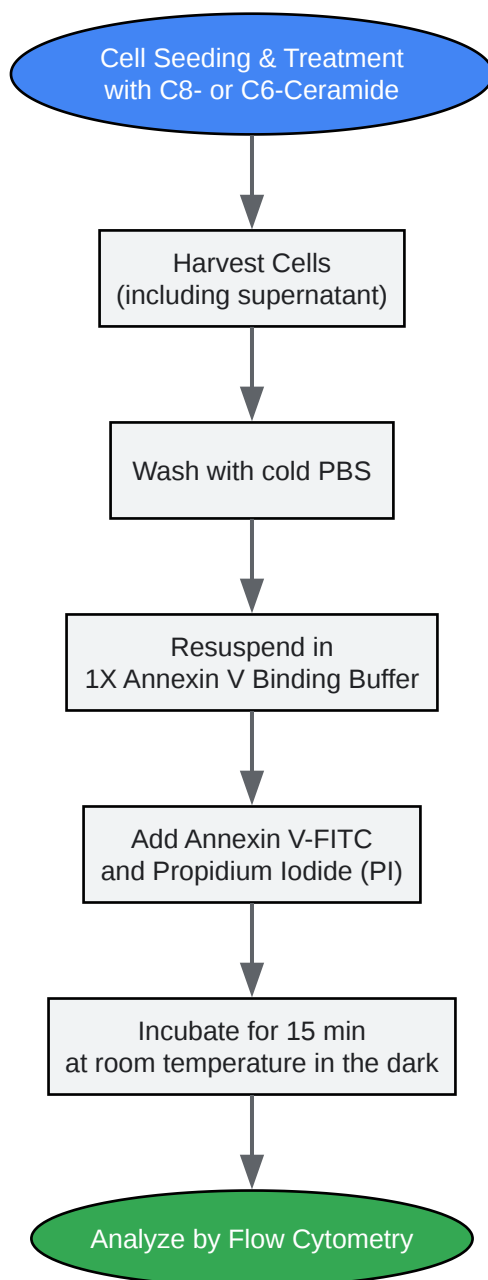 Cell Seeding & Treatment
with C8- or C6-Ceramide
Harvest Cells
(including supernatant)
Wash with cold PBS
Resuspend in
1X Annexin V Binding Buffer
Add Annexin V-FITC
and Propidium Iodide (PI)
Incubate for 15 min
at room temperature in the dark
Analyze by Flow Cytometry